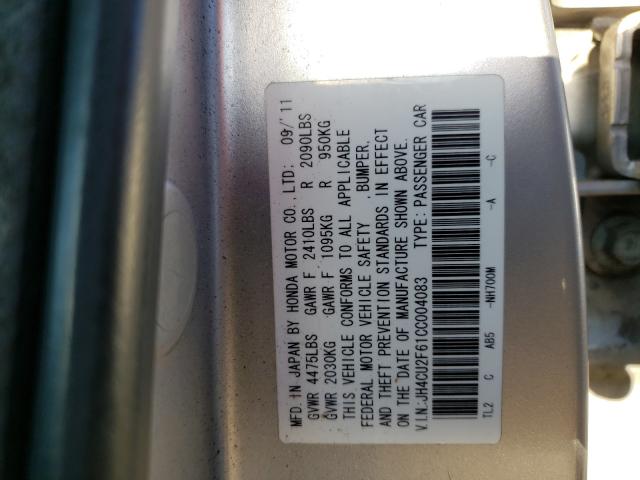 MFD. IN JAPAN BY HONDA MOTOR CO., LTD: 09/'11
GVWR 4475LBS GAWR F 2410LBS R 2090LBS
GVWR 2030KG GAWR F 1095KG R 950KG
THIS VEHICLE CONFORMS TO ALL APPLICABLE
FEDERAL MOTOR VEHICLE SAFETY ,BUMPER,
AND THEFT PREVENTION STANDARDS IN EFFECT
ON THE DATE OF MANUFACTURE SHOWN ABOVE.
V.I.N.:JH4CU2F61CC004083 TYPE: PASSENGER CAR
TL2 C AB5 -NH700M -A -C